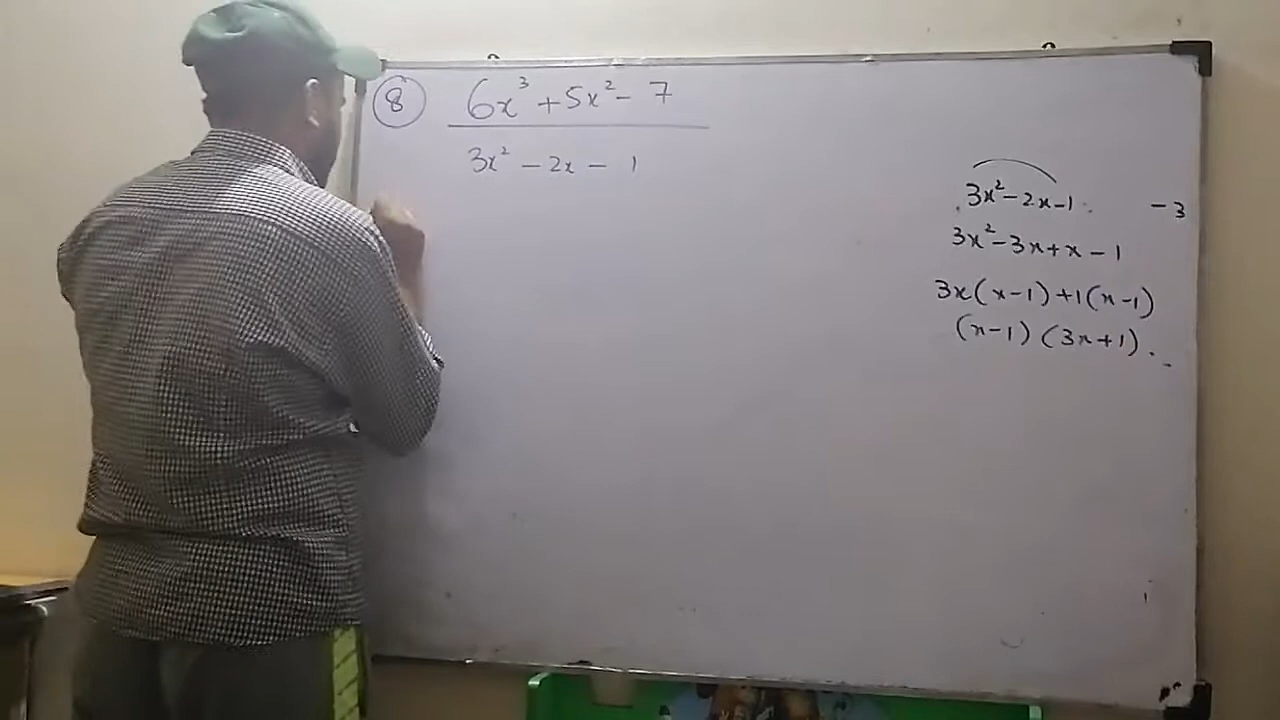 8
6x³ + 5x² - 7
3x² - 2x - 1
3x² - 2x - 1 - 3
3x² - 3x + x - 1
3x(x-1) + 1(x-1)
(x-1) (3x+1).